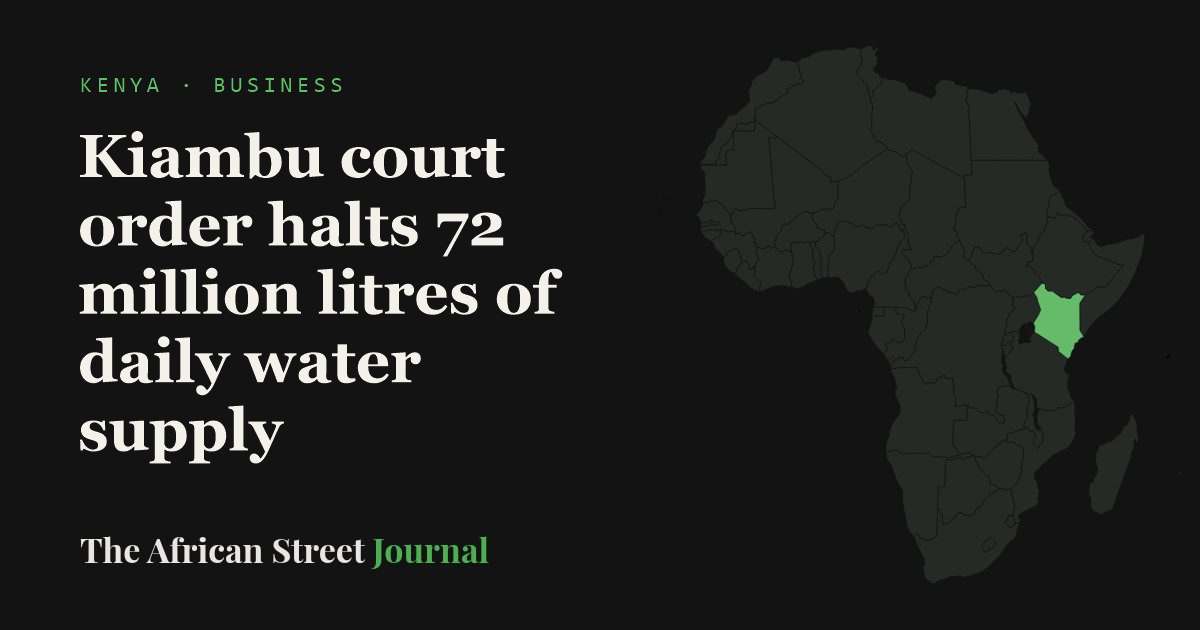 KENYA · BUSINESS
Kiambu court
order halts 72
million litres of
daily water
supply
The African Street Journal